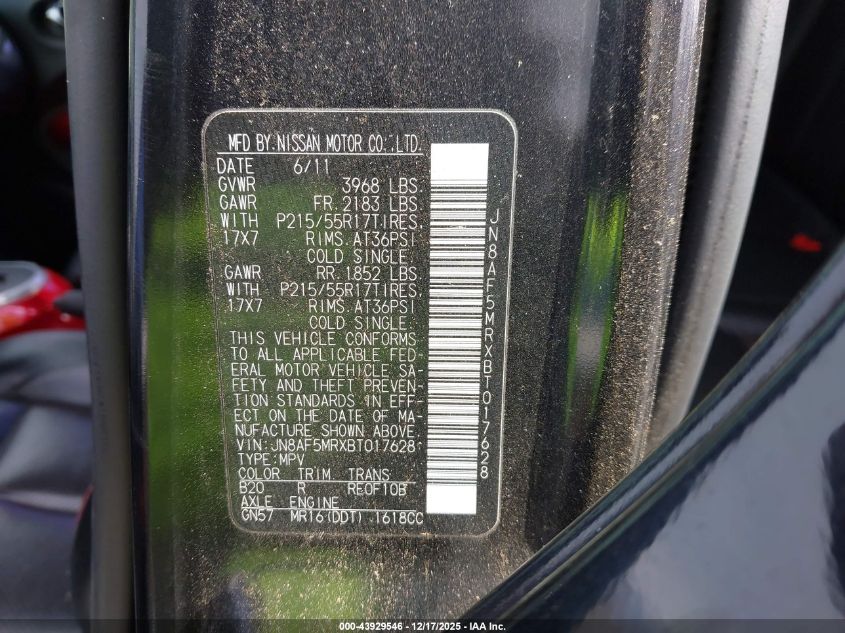 MFD BY NISSAN MOTOR CO.,LTD.
DATE 6/11
GVWR 3968 LBS.
GAWR FR. 2183 LBS.
WITH P215/55R17TIRES,
17X7 RIMS. AT36PSI
COLD SINGLE.
GAWR RR. 1852 LBS.
WITH P215/55R17TIRES,
17X7 RIMS. AT36PSI
COLD SINGLE.
THIS VEHICLE CONFORMS
TO ALL APPLICABLE FED-
ERAL MOTOR VEHICLE SA-
FETY AND THEFT PREVEN-
TION STANDARDS IN EFF-
ECT ON THE DATE OF MA-
NUFACTURE SHOWN ABOVE.
VIN:JN8AF5MRXBT017628
TYPE:MPV
COLOR TRIM TRANS
B20 R RE0F10B
AXLE ENGINE
GN57 MR16(DDT) 1618CC
JN8AF5MRXBT017628
000-43929546 | 12/17/2025 | IAA Inc.